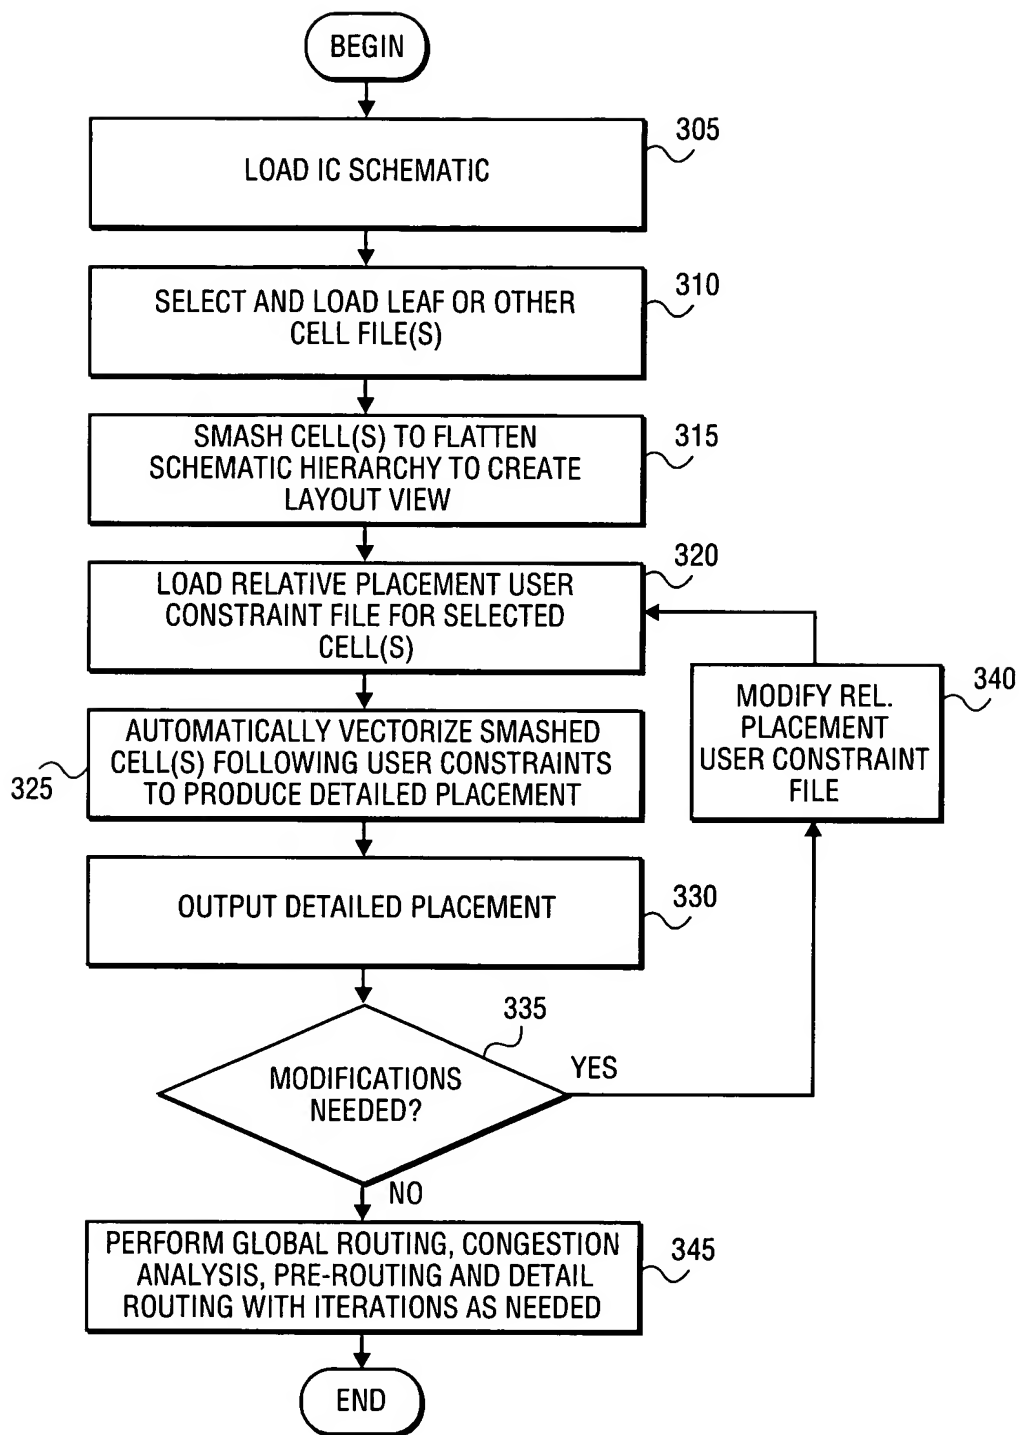 BEGIN
305
LOAD IC SCHEMATIC
310
SELECT AND LOAD LEAF OR OTHER
CELL FILE(S)
315
SMASH CELL(S) TO FLATTEN
SCHEMATIC HIERARCHY TO CREATE
LAYOUT VIEW
320
LOAD RELATIVE PLACEMENT USER
CONSTRAINT FILE FOR SELECTED
CELL(S)
340
MODIFY REL.
PLACEMENT
USER CONSTRAINT
FILE
325
AUTOMATICALLY VECTORIZE SMASHED
CELL(S) FOLLOWING USER CONSTRAINTS
TO PRODUCE DETAILED PLACEMENT
330
OUTPUT DETAILED PLACEMENT
335
MODIFICATIONS
NEEDED?
YES
NO
345
PERFORM GLOBAL ROUTING, CONGESTION
ANALYSIS, PRE-ROUTING AND DETAIL
ROUTING WITH ITERATIONS AS NEEDED
END